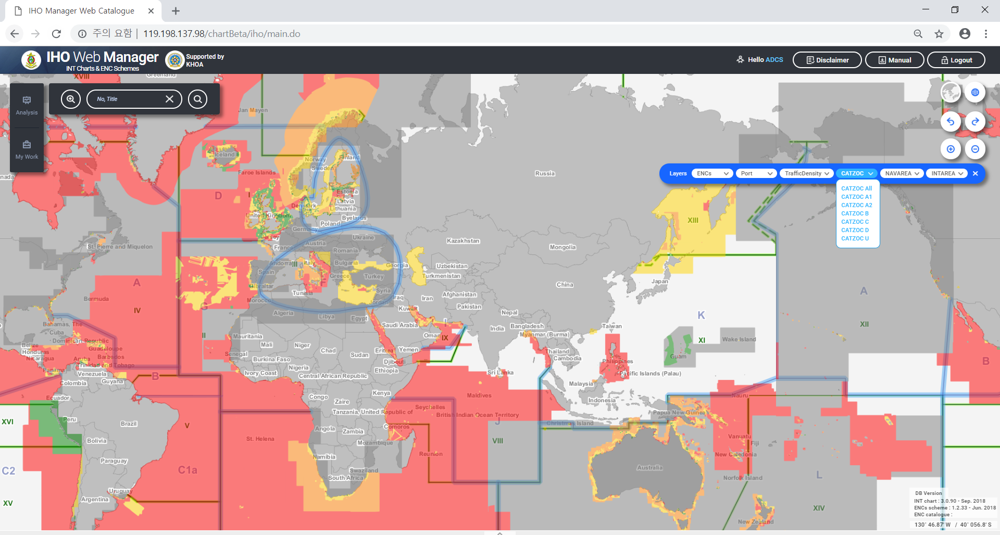 IHO Manager Web Catalogue
주의 요함 | 119.198.137.98/chartBeta/iho/main.do
IHO Web Manager
INT Charts & ENC Schemes
Supported by
KHOA
Hello ADCS
Disclaimer
Manual
Logout
Analysis
My Work
No, Title
Layers
ENCs
Port
TrafficDensity
CATZOC
NAVAREA
INTAREA
CATZOC All
CATZOC A1
CATZOC A2
CATZOC B
CATZOC C
CATZOC D
CATZOC U
XVIII
Greenland
Jan Mayen
Iceland
Faroe Islands
Norway
Finland
Sweden
Russia
D
I
Estonia
Latvia
Denmark
Lithuania
United Kingdom
Byelarus
Poland
Germany
Jersey
Ukraine
France
Austria
Romania
Kazakhstan
Mongolia
XIII
St. Pierre and Miquelon
Andorra
III
Italy
Bulgaria
Georgia
Uzbekistan
Spain
Greece
Turkey
Turkmenistan
Japan
A
F
Gibraltar
Syria
China
Tunisia
Iraq
Iran
Afghanistan
A
Bermuda
Morocco
Jordan
Kuwait
Pakistan
IV
G
Algeria
Libya
Egypt
Nepal
K
Bahamas, The
I
Saudi Arabia
India
Bangladesh
Taiwan
XII
Cuba
II
Mauritania
Oman
IX
Myanmar (Burma)
XI
Wake Island
Dominican Republic
Belize
Mali
Niger
Chad
Eritrea
Yemen
Guadeloupe
Honduras
Senegal
Sudan
Thailand
Guam
Nicaragua
Aruba
Barbados
Burkina Faso
Djibouti
Cambodia
Philippines
B
Trinidad and Tobago
Nigeria
Ethiopia
Panama
Venezuela
Ivory Coast
Central African Republic
Sri Lanka
Pacific Islands (Palau)
B
Colombia
Guyana
Malaysia
Ecuador
Congo
Kenya
Maldives
Nauru
Zaire
Indonesia
Seychelles
Tanzania, United Republic of
British Indian Ocean Territory
Papua New Guinea
XVI
Peru
Brazil
V
Angola
Zambia
Comoros
J
Christmas Island
Bolivia
St. Helena
Mozambique
VIII
Vanuatu
Fiji
Paraguay
Namibia
Reunion
New Caledonia
C2
C1a
Swaziland
Australia
South Africa
Norfolk Island
L
Uruguay
Argentina
XV
XIV
New Zealand
DB Version
INT chart : 3.0.90 - Sep. 2018
ENCs scheme : 1.2.33 - Jun. 2018
ENC catalogue :
130° 46.87' W / 40° 056.8' S